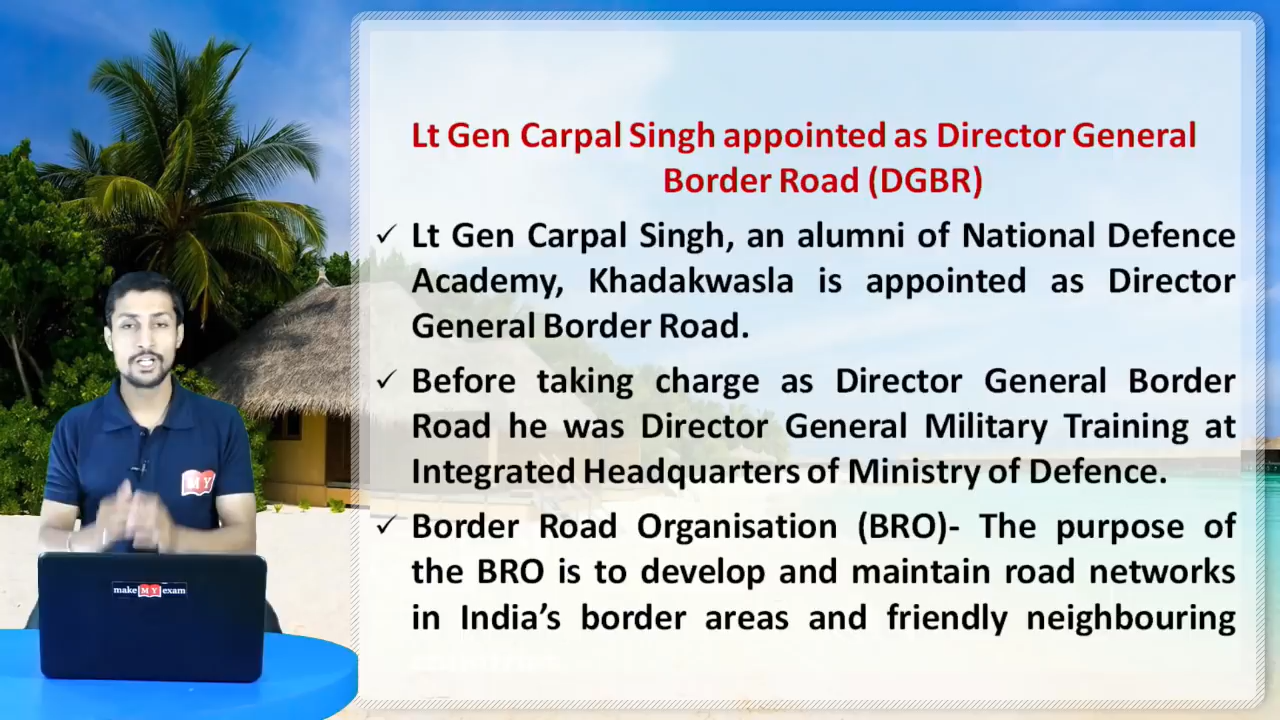 Lt Gen Carpal Singh appointed as Director General
Border Road (DGBR)
✓ Lt Gen Carpal Singh, an alumni of National Defence
Academy, Khadakwasla is appointed as Director
General Border Road.
✓ Before taking charge as Director General Border
Road he was Director General Military Training at
Integrated Headquarters of Ministry of Defence.
✓ Border Road Organisation (BRO)- The purpose of
the BRO is to develop and maintain road networks
in India’s border areas and friendly neighbouring
MY
make MY exam